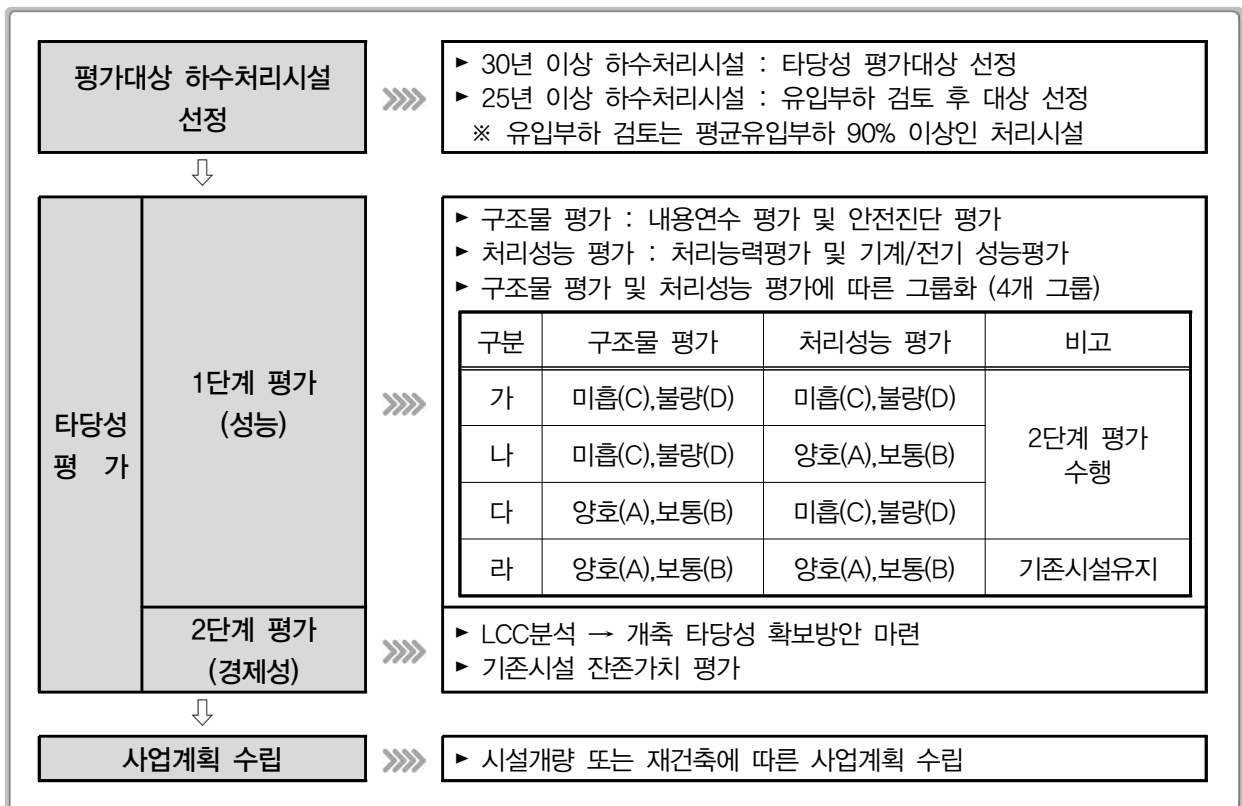 평가대상 하수처리시설
선정
► 30년 이상 하수처리시설 : 타당성 평가대상 선정
► 25년 이상 하수처리시설 : 유입부하 검토 후 대상 선정
※ 유입부하 검토는 평균유입부하 90% 이상인 처리시설
타당성
평 가
1단계 평가
(성능)
► 구조물 평가 : 내용연수 평가 및 안전진단 평가
► 처리성능 평가 : 처리능력평가 및 기계/전기 성능평가
► 구조물 평가 및 처리성능 평가에 따른 그룹화 (4개 그룹)
구분 구조물 평가 처리성능 평가 비고
가 미흡(C),불량(D) 미흡(C),불량(D)
나 미흡(C),불량(D) 양호(A),보통(B)
다 양호(A),보통(B) 미흡(C),불량(D)
2단계 평가
수행
라 양호(A),보통(B) 양호(A),보통(B) 기존시설유지
2단계 평가
(경제성)
► LCC분석 → 개축 타당성 확보방안 마련
► 기존시설 잔존가치 평가
사업계획 수립
► 시설개량 또는 재건축에 따른 사업계획 수립